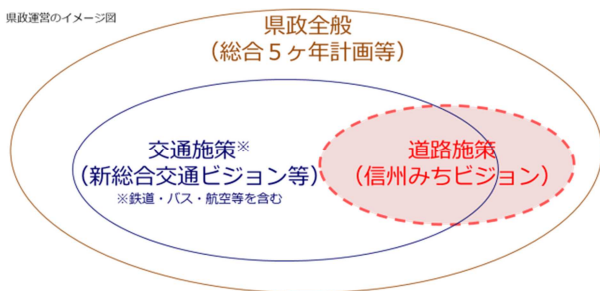 県政運営のイメージ図
県政全般
（総合５ヶ年計画等）
交通施策※
（新総合交通ビジョン等）
※鉄道・バス・航空等を含む
道路施策
（信州みちビジョン）